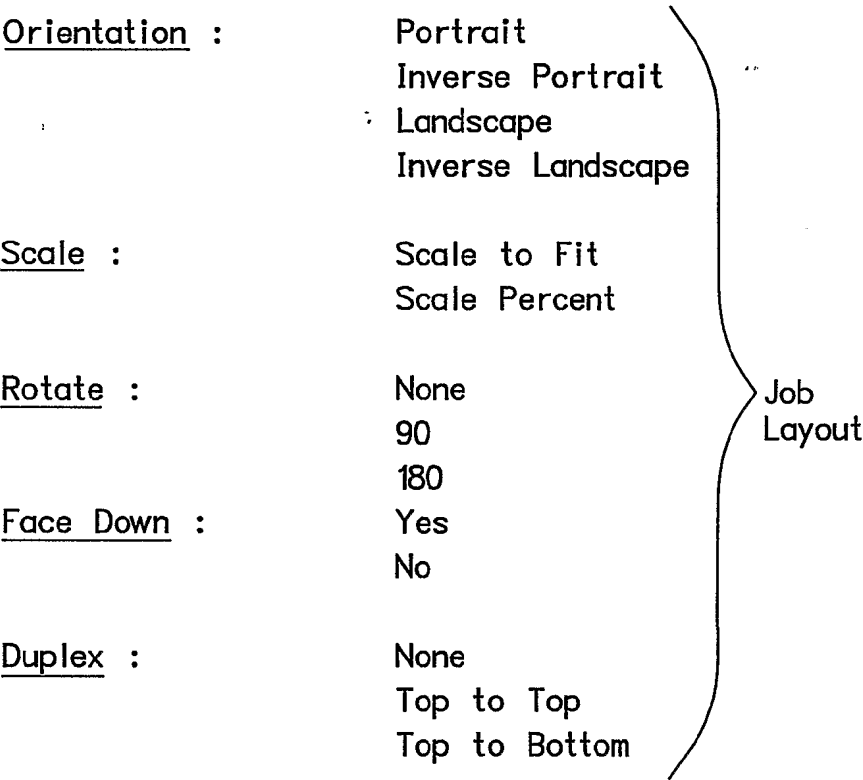 Orientation : Portrait
Inverse Portrait
Landscape
Inverse Landscape
Scale : Scale to Fit
Scale Percent
Rotate : None
90
180
Face Down : Yes
No
Duplex : None
Top to Top
Top to Bottom
Job
Layout